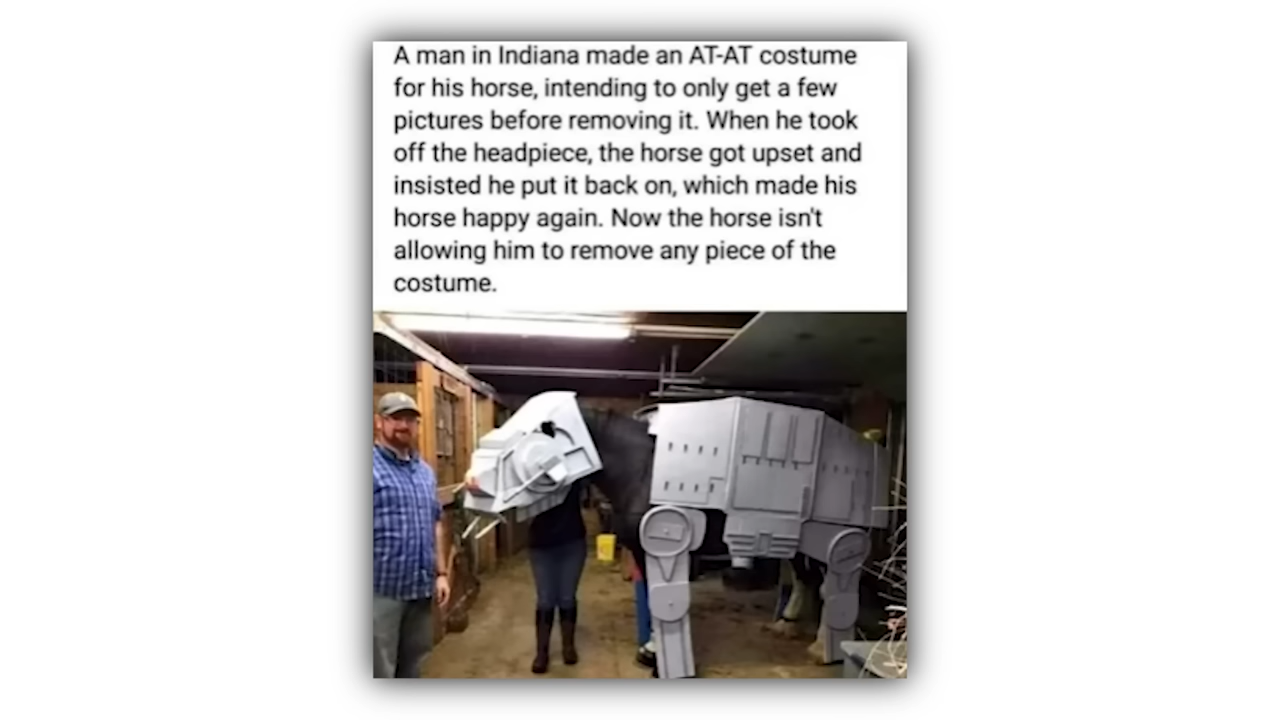 A man in Indiana made an AT-AT costume
for his horse, intending to only get a few
pictures before removing it. When he took
off the headpiece, the horse got upset and
insisted he put it back on, which made his
horse happy again. Now the horse isn't
allowing him to remove any piece of the
costume.